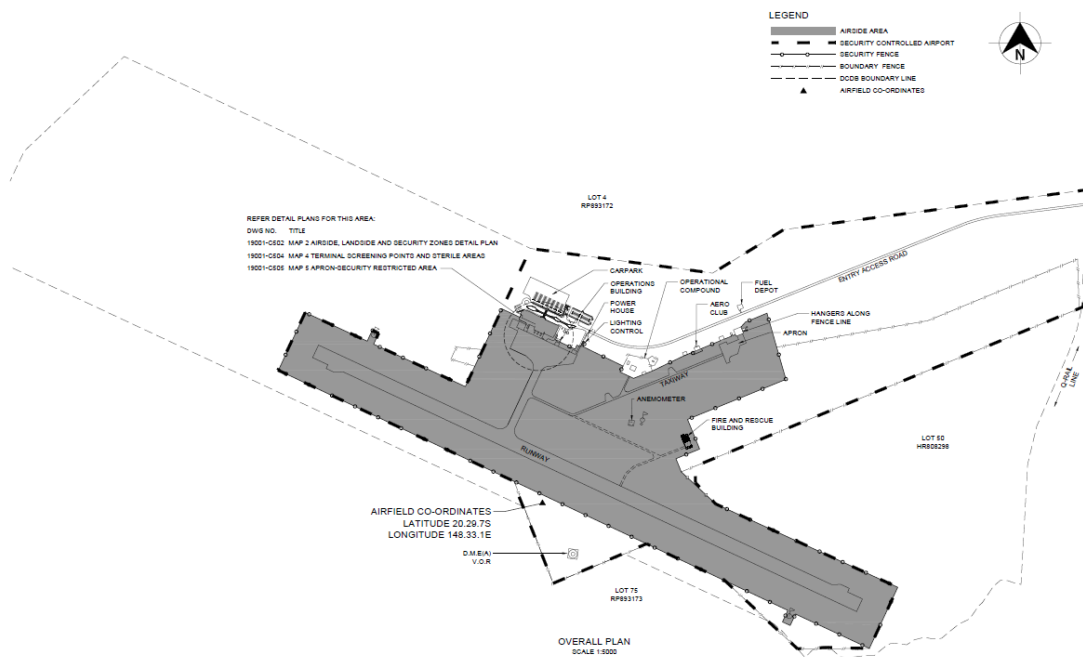 LEGEND
AIRSIDE AREA
SECURITY CONTROLLED AIRPORT
SECURITY FENCE
BOUNDARY FENCE
DCDB BOUNDARY LINE
AIRFIELD CO-ORDINATES
N
LOT 4
RP893172
REFER DETAIL PLANS FOR THIS AREA:
DWG NO. TITLE
19001-C502 MAP 2 AIRSIDE, LANDSIDE AND SECURITY ZONES DETAIL PLAN
19001-C504 MAP 4 TERMINAL SCREENING POINTS AND STERILE AREAS
19001-C505 MAP 5 APRON-SECURITY RESTRICTED AREA
CARPARK
OPERATIONS
BUILDING
POWER
HOUSE
LIGHTING
CONTROL
OPERATIONAL
COMPOUND
AERO
CLUB
FUEL
DEPOT
ENTRY ACCESS ROAD
HANGERS ALONG
FENCE LINE
APRON
TAXIWAY
ANEMOMETER
FIRE AND RESCUE
BUILDING
RUNWAY
Q-RAIL
LINE
LOT 50
HR808298
AIRFIELD CO-ORDINATES
LATITUDE 20.29.7S
LONGITUDE 148.33.1E
D.M.E(A)
V.O.R
LOT 75
RP893173
OVERALL PLAN
SCALE 1:5000